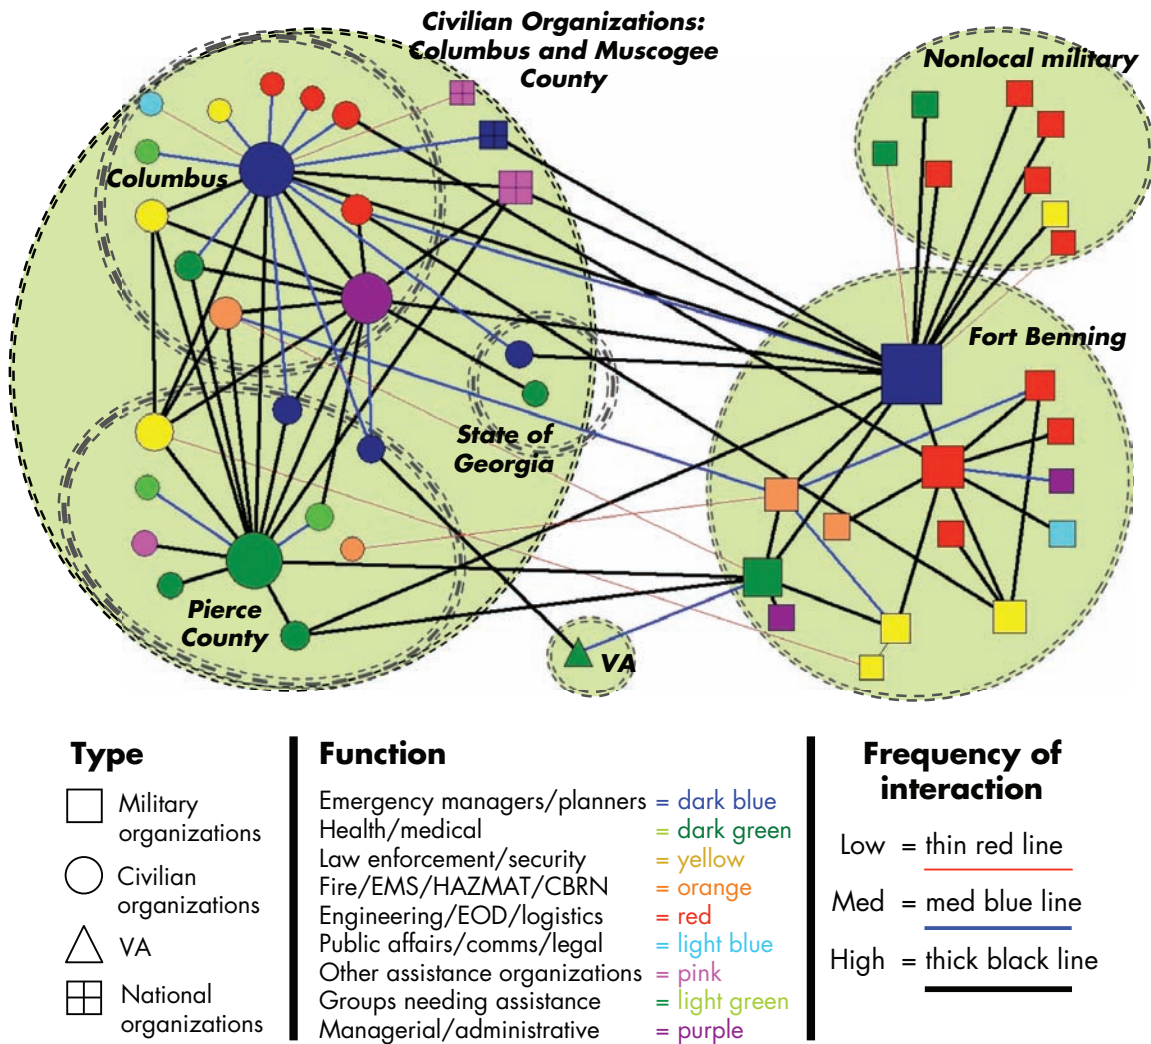 Civilian Organizations:
Columbus and Muscogee
County
Nonlocal military
Columbus
Fort Benning
State of
Georgia
Pierce
County
VA
Type
Military
organizations
Civilian
organizations
VA
National
organizations
Function
Emergency managers/planners = dark blue
Health/medical = dark green
Law enforcement/security = yellow
Fire/EMS/HAZMAT/CBRN = orange
Engineering/EOD/logistics = red
Public affairs/comms/legal = light blue
Other assistance organizations = pink
Groups needing assistance = light green
Managerial/administrative = purple
Frequency of
interaction
Low = thin red line
Med = med blue line
High = thick black line